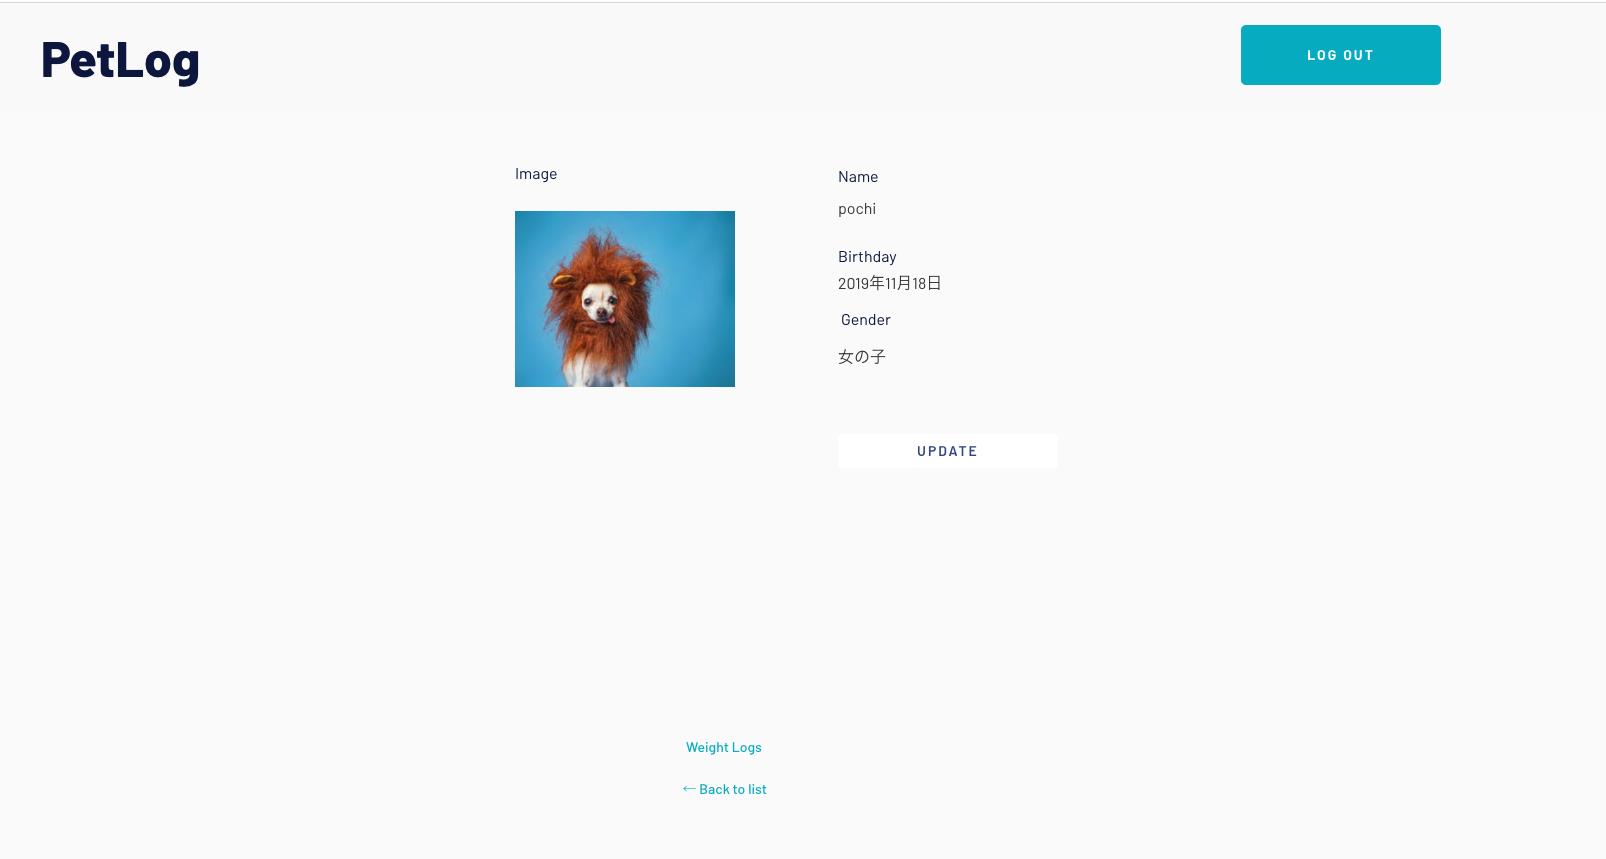 PetLog
LOG OUT
Image
Name
pochi
Birthday
2019年11月18日
Gender
女の子
UPDATE
Weight Logs
← Back to list